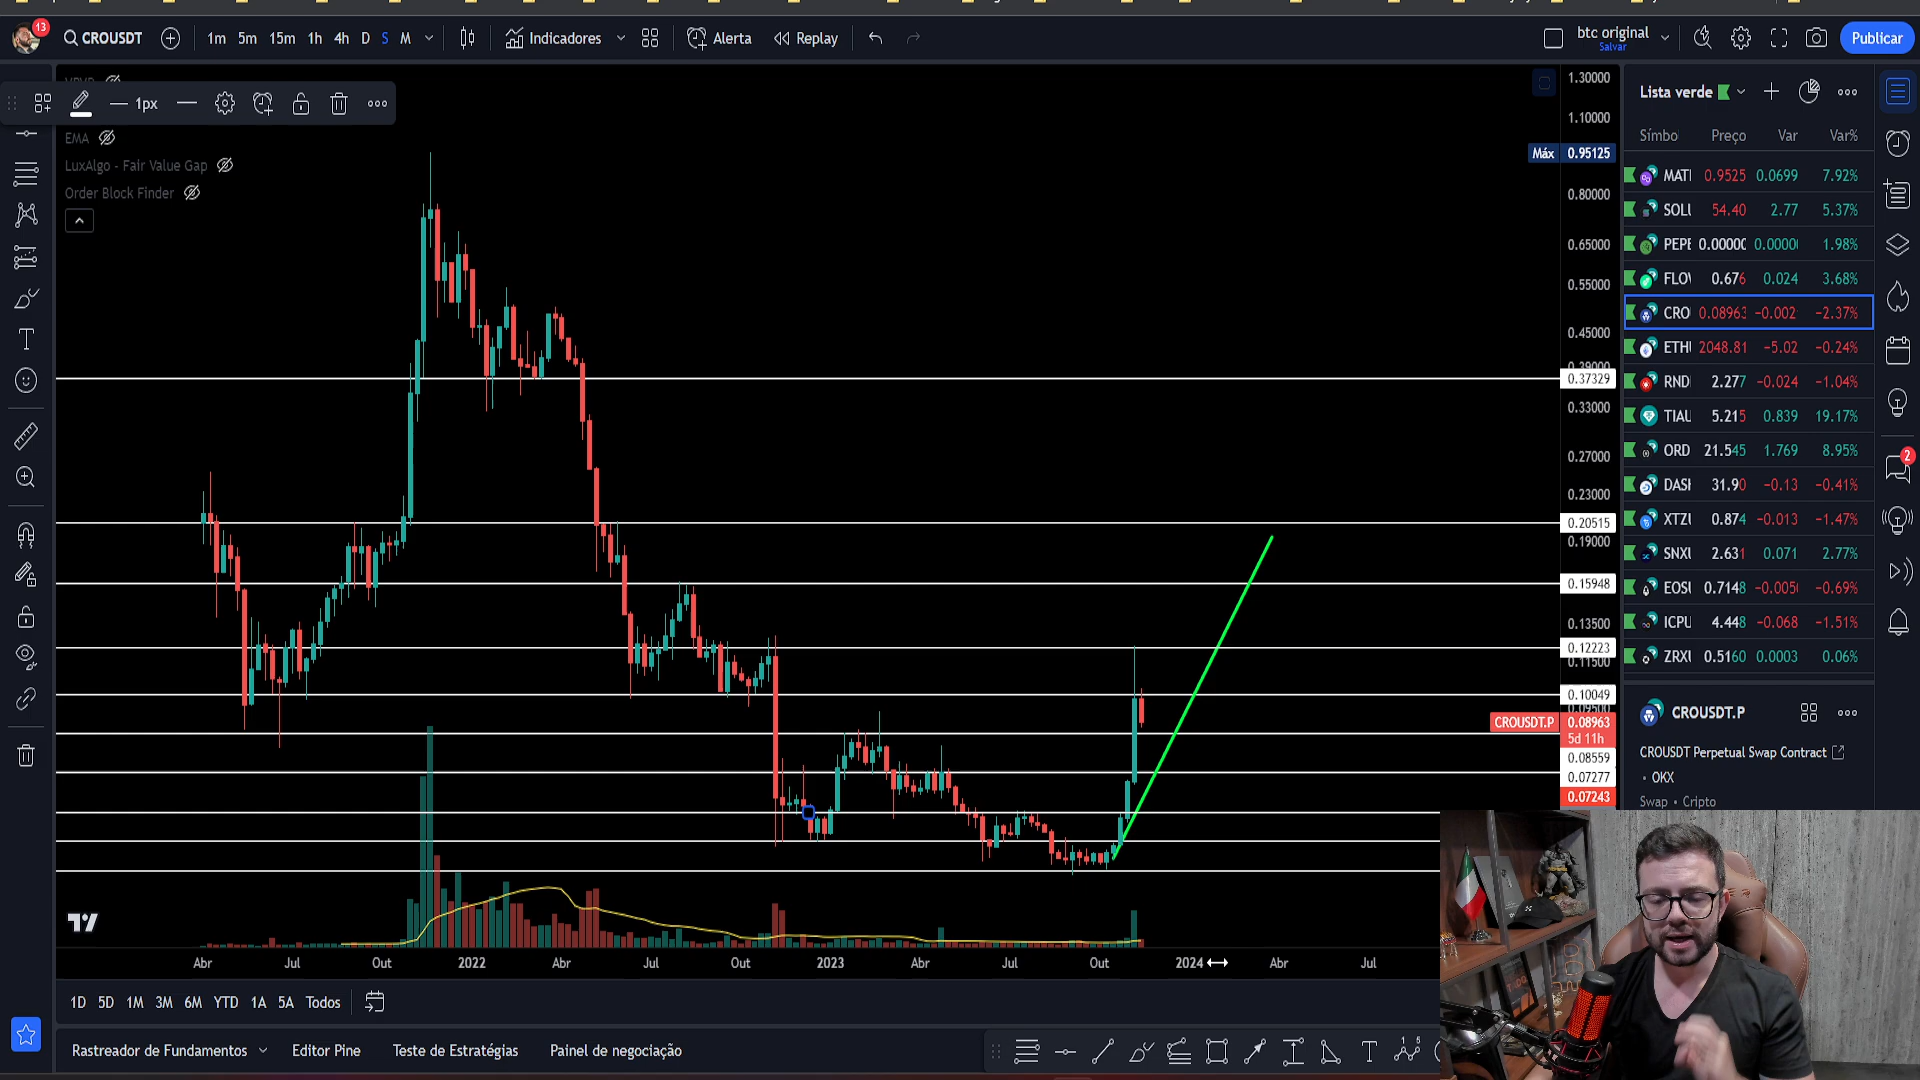 13
CROUSDT
1m 5m 15m 1h 4h D S M
Indicadores
Alerta
Replay
btc original
Salvar
Publicar
1px
EMA
LuxAlgo - Fair Value Gap
Order Block Finder
1.30000
1.10000
Máx 0.95125
0.80000
0.65000
0.55000
0.45000
0.37329
0.33000
0.27000
0.23000
0.20515
0.19000
0.15948
0.13500
0.12223
0.11500
0.10049
CROUSDT.P 0.08963
5d 11h
0.08559
0.07277
0.07243
Abr Jul Out 2022 Abr Jul Out 2023 Abr Jul Out 2024 Abr Jul
1D 5D 1M 3M 6M YTD 1A 5A Todos
Rastreador de Fundamentos Editor Pine Teste de Estratégias Painel de negociação
Lista verde
Símbo Preço Var Var%
MATI 0.9525 0.0699 7.92%
SOLI 54.40 2.77 5.37%
PEPE 0.0000 0.0000 1.98%
FLOV 0.676 0.024 3.68%
CRO 0.08963 −0.002 −2.37%
ETH 2048.81 −5.02 −0.24%
RND 2.277 −0.024 −1.04%
TIAU 5.215 0.839 19.17%
ORD 21.545 1.769 8.95%
DASH 31.90 −0.13 −0.41%
XTZ 0.874 −0.013 −1.47%
SNX 2.631 0.071 2.77%
EOS 0.7148 −0.005 −0.69%
ICPU 4.448 −0.068 −1.51%
ZRX 0.5160 0.0003 0.06%
2
CROUSDT.P
CROUSDT Perpetual Swap Contract
• OKX
Swap • Cripto